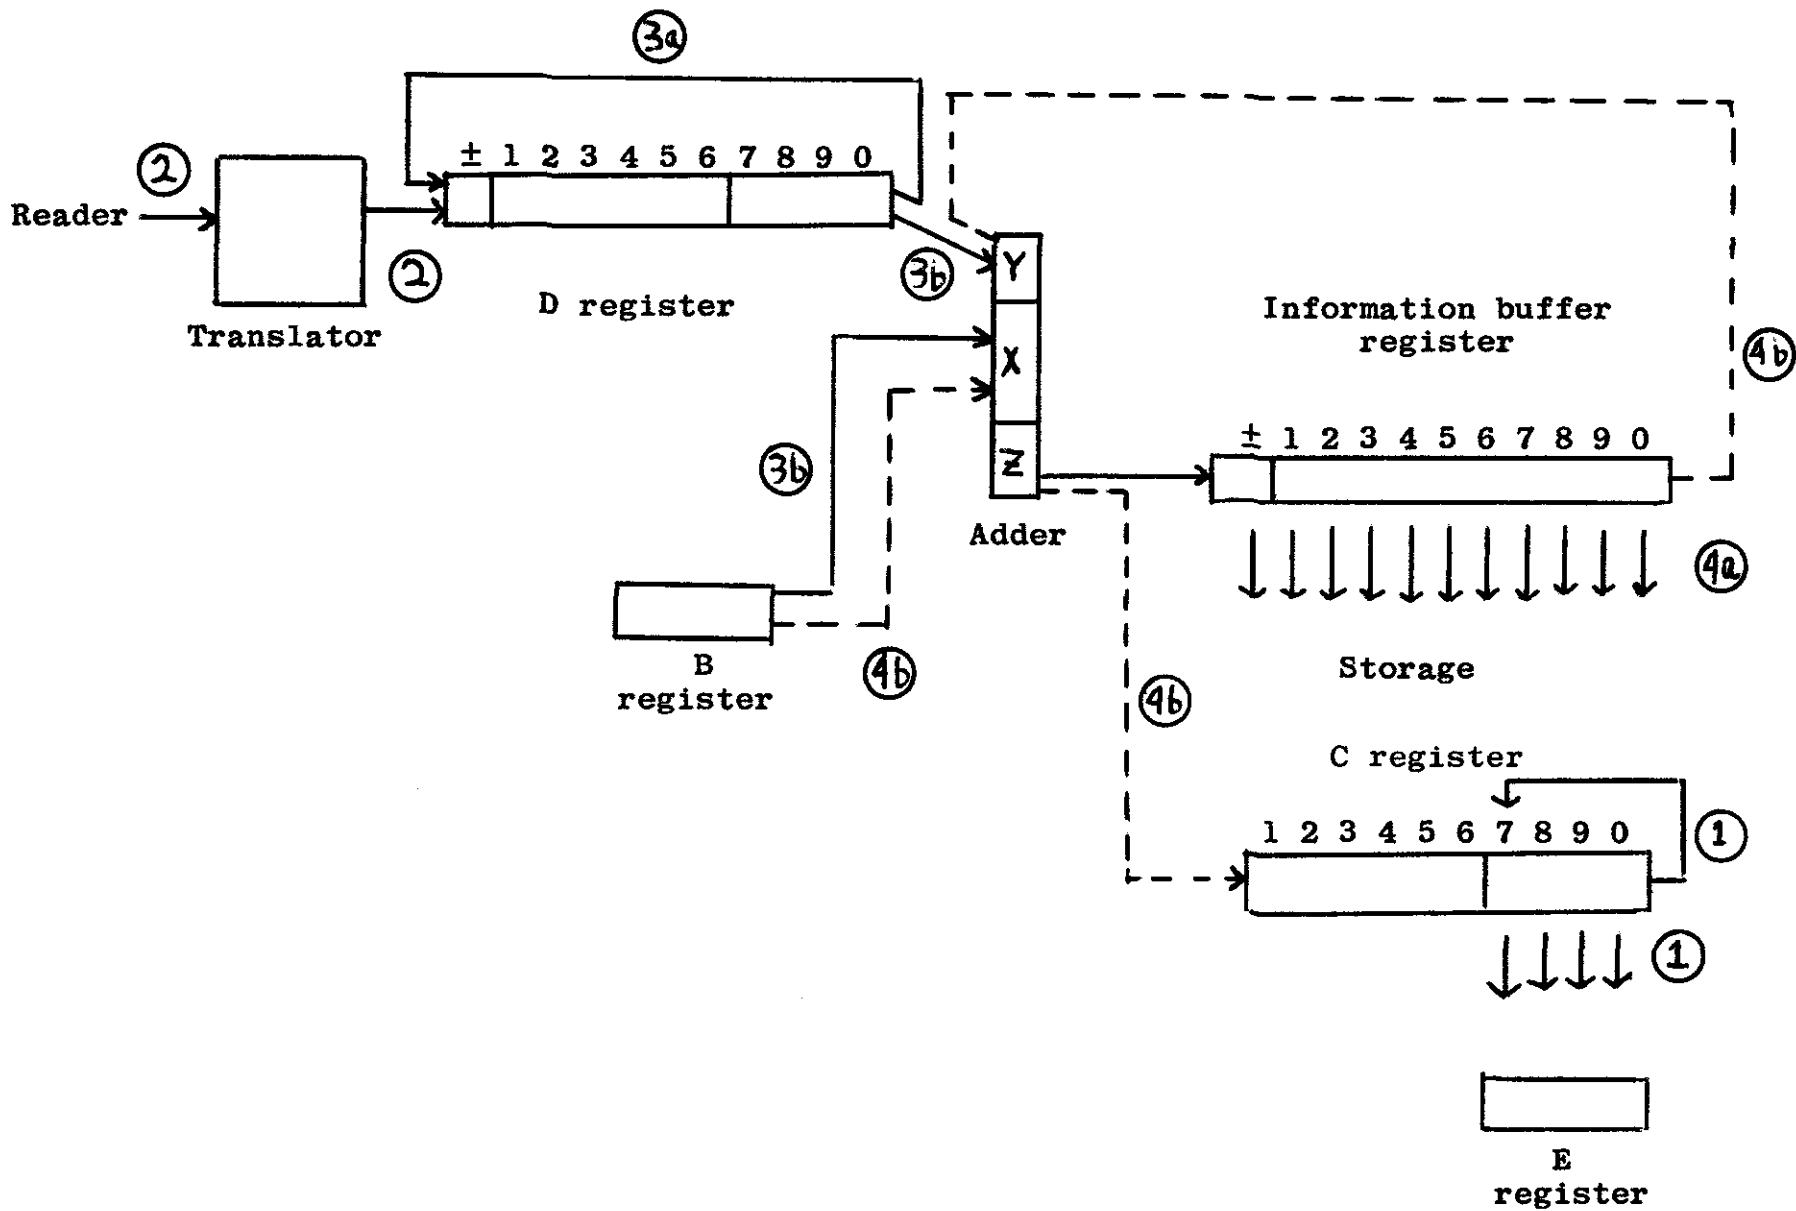 3a
± 1 2 3 4 5 6 7 8 9 0
2
Reader
2
Translator
D register
3b
Y
X
Z
Adder
Information buffer
register
4b
± 1 2 3 4 5 6 7 8 9 0
3b
4a
B
register
4b
Storage
4b
C register
1 2 3 4 5 6 7 8 9 0
1
1
E
register